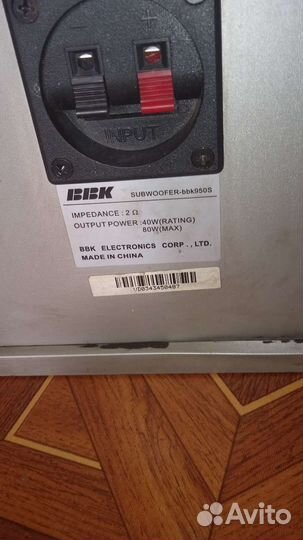 − +
INPUT
BBK SUBWOOFER-bbk950S
IMPEDANCE : 2 Ω
OUTPUT POWER :40W(RATING)
80W(MAX)
BBK ELECTRONICS CORP.,LTD.
MADE IN CHINA
VD0343450487
Avito